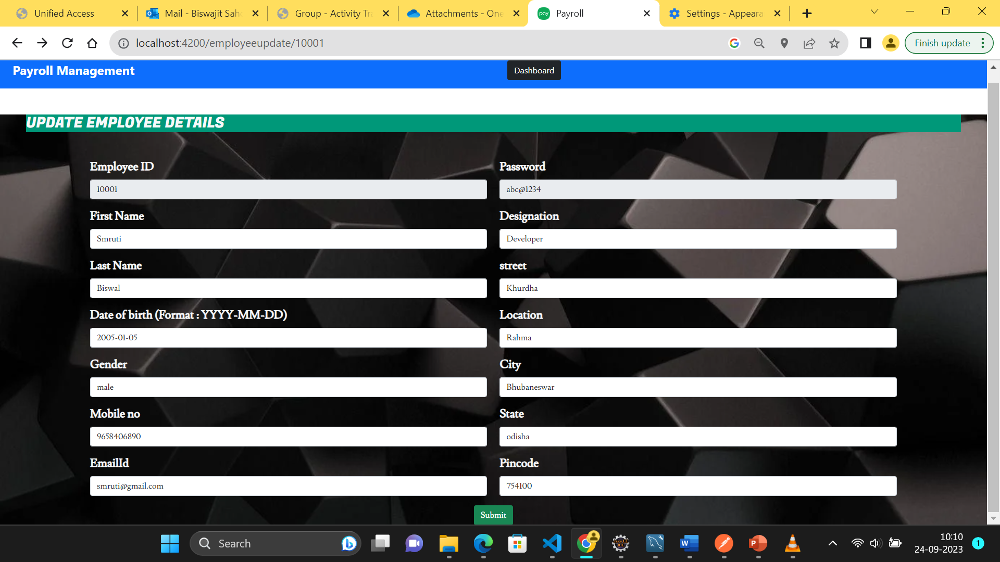 Unified Access
Mail - Biswajit Saho
Group - Activity Tra
Attachments - One
Payroll
Settings - Appeara
localhost:4200/employeeupdate/10001
Finish update
Payroll Management
Dashboard
UPDATE EMPLOYEE DETAILS
Employee ID
10001
Password
abc@1234
First Name
Smruti
Designation
Developer
Last Name
Biswal
street
Khurdha
Date of birth (Format : YYYY-MM-DD)
2005-01-05
Location
Rahma
Gender
male
City
Bhubaneswar
Mobile no
9658406890
State
odisha
EmailId
smruti@gmail.com
Pincode
754100
Submit
Search
10:10
24-09-2023
1